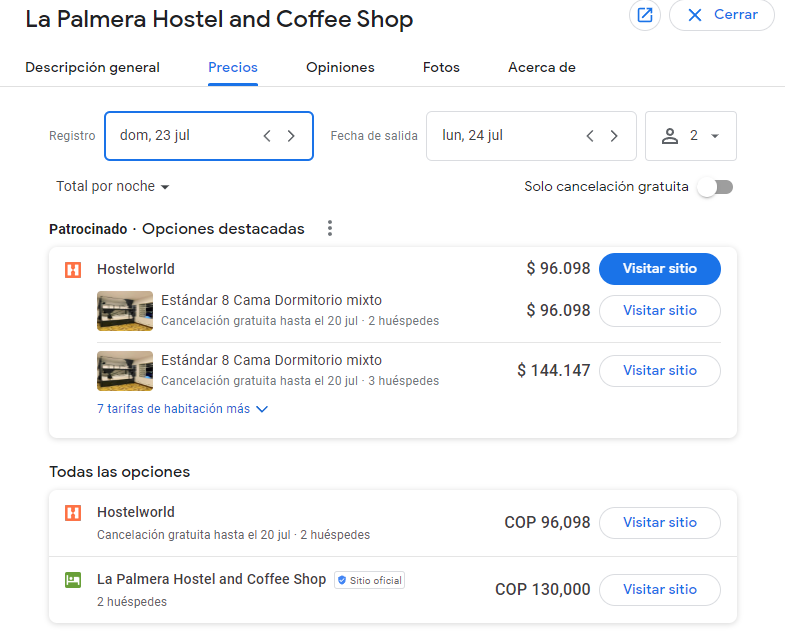 La Palmera Hostel and Coffee Shop
Cerrar
Descripción general Precios Opiniones Fotos Acerca de
Registro dom, 23 jul Fecha de salida lun, 24 jul 2
Total por noche Solo cancelación gratuita
Patrocinado · Opciones destacadas
Hostelworld $ 96.098 Visitar sitio
Estándar 8 Cama Dormitorio mixto
Cancelación gratuita hasta el 20 jul · 2 huéspedes
$ 96.098 Visitar sitio
Estándar 8 Cama Dormitorio mixto
Cancelación gratuita hasta el 20 jul · 3 huéspedes
$ 144.147 Visitar sitio
7 tarifas de habitación más
Todas las opciones
Hostelworld
Cancelación gratuita hasta el 20 jul · 2 huéspedes
COP 96,098 Visitar sitio
La Palmera Hostel and Coffee Shop Sitio oficial
2 huéspedes
COP 130,000 Visitar sitio